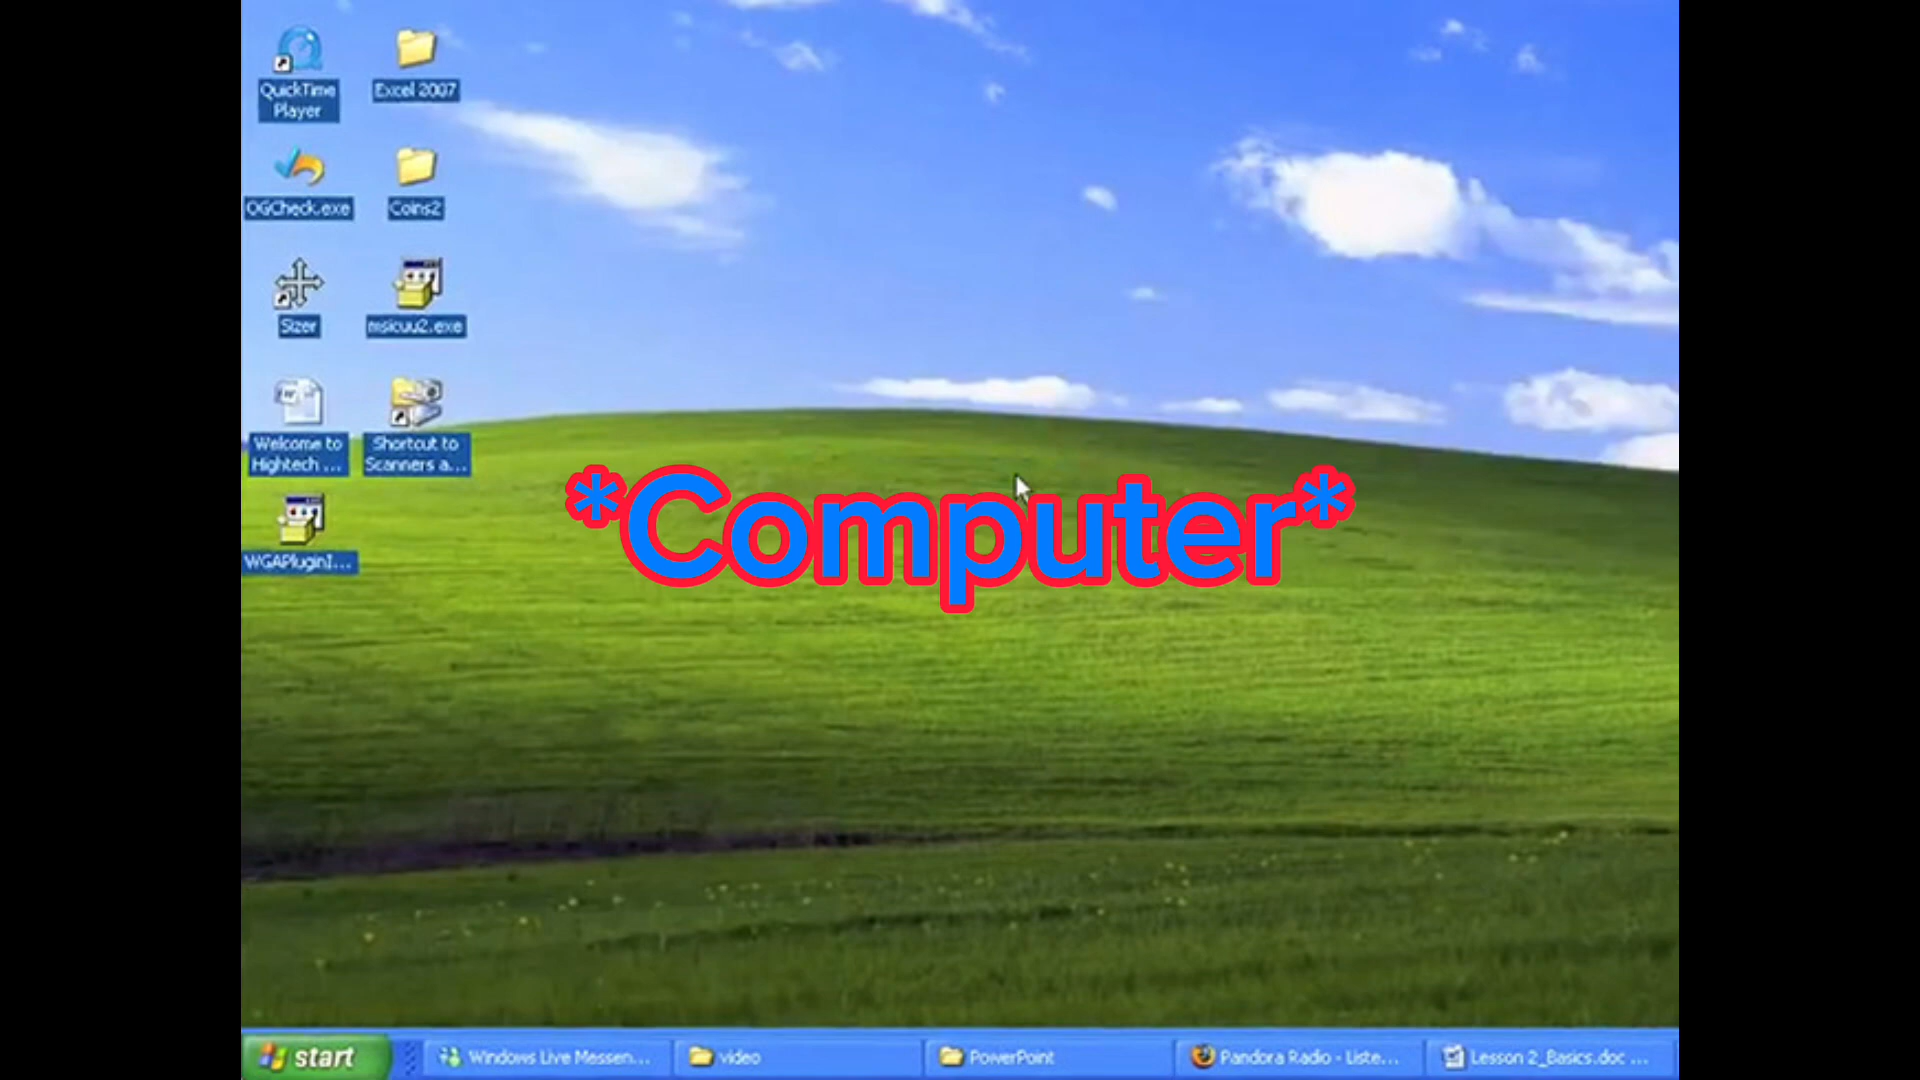 QuickTime
Player
Excel 2007
OGCheck.exe
Coins2
Sizer
msicuu2.exe
Welcome to
Hightech ...
Shortcut to
Scanners a...
WGAPluginI...
*Computer*
start
Windows Live Messen...
video
PowerPoint
Pandora Radio - Liste...
Lesson 2_Basics.doc ...